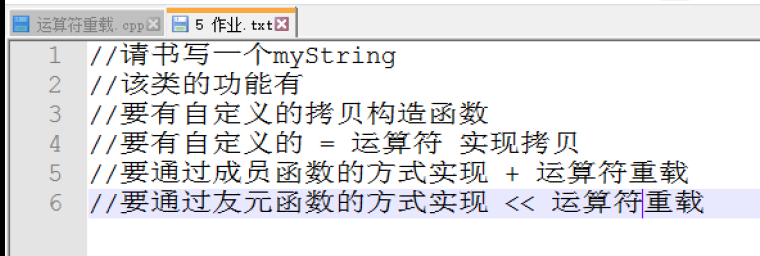 运算符重载.cpp
5 作业.txt
1 //请书写一个myString
2 //该类的功能有
3 //要有自定义的拷贝构造函数
4 //要有自定义的 = 运算符 实现拷贝
5 //要通过成员函数的方式实现 + 运算符重载
6 //要通过友元函数的方式实现 << 运算符重载